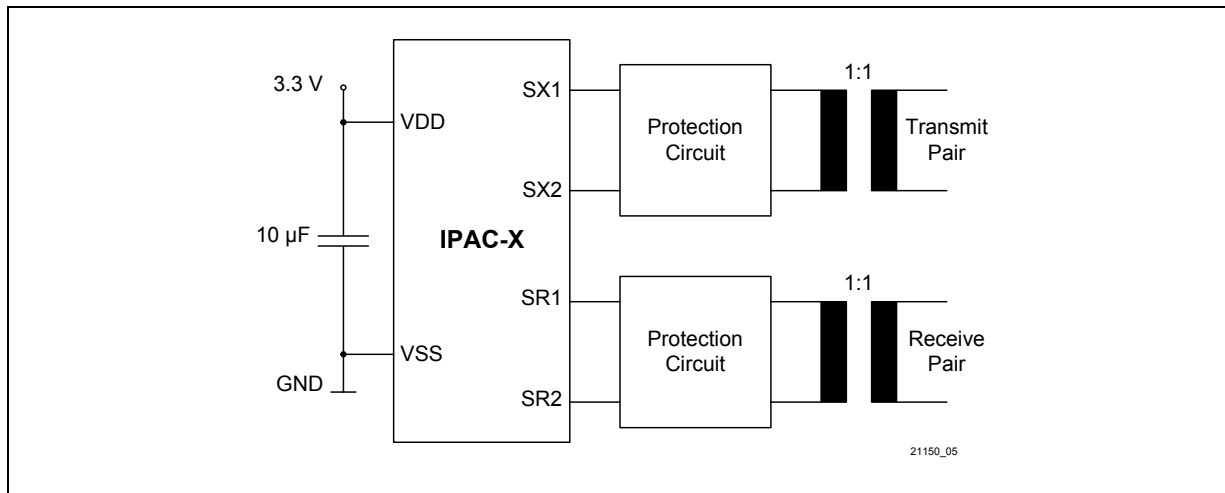 3.3 V
VDD
10 µF
VSS
GND
IPAC-X
SX1
SX2
SR1
SR2
Protection
Circuit
1:1
Transmit
Pair
Protection
Circuit
1:1
Receive
Pair
21150_05